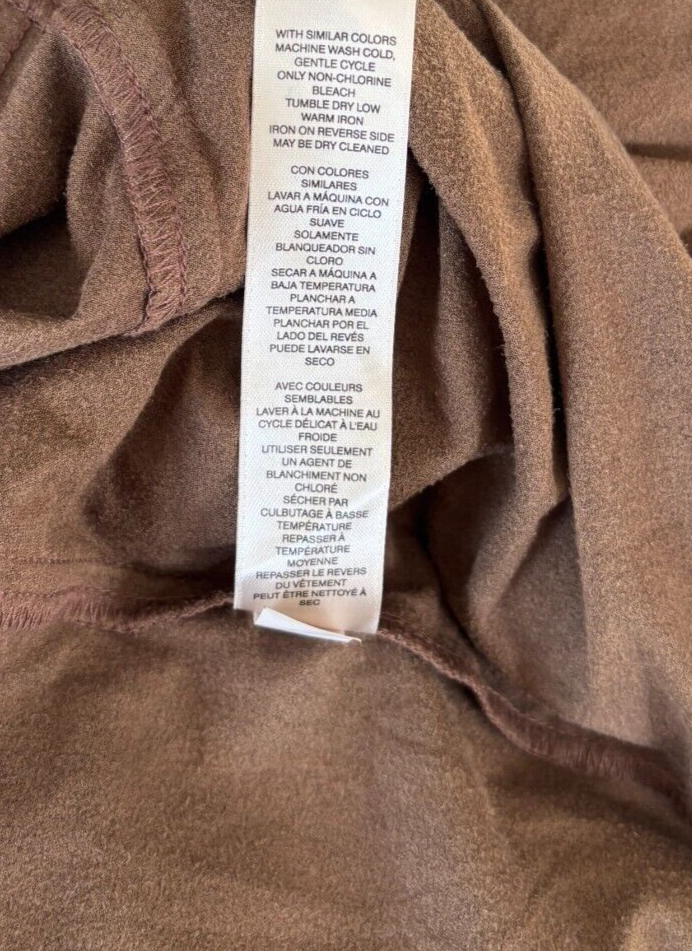 WITH SIMILAR COLORS
MACHINE WASH COLD,
GENTLE CYCLE
ONLY NON-CHLORINE
BLEACH
TUMBLE DRY LOW
WARM IRON
IRON ON REVERSE SIDE
MAY BE DRY CLEANED
CON COLORES
SIMILARES
LAVAR A MÁQUINA CON
AGUA FRÍA EN CICLO
SUAVE
SOLAMENTE
BLANQUEADOR SIN
CLORO
SECAR A MÁQUINA A
BAJA TEMPERATURA
PLANCHAR A
TEMPERATURA MEDIA
PLANCHAR POR EL
LADO DEL REVÉS
PUEDE LAVARSE EN
SECO
AVEC COULEURS
SEMBLABLES
LAVER À LA MACHINE AU
CYCLE DÉLICAT À L'EAU
FROIDE
UTILISER SEULEMENT
UN AGENT DE
BLANCHIMENT NON
CHLORÉ
SÉCHER PAR
CULBUTAGE À BASSE
TEMPÉRATURE
REPASSER À
TEMPÉRATURE
MOYENNE
REPASSER LE REVERS
DU VÊTEMENT
PEUT ÊTRE NETTOYÉ À
SEC